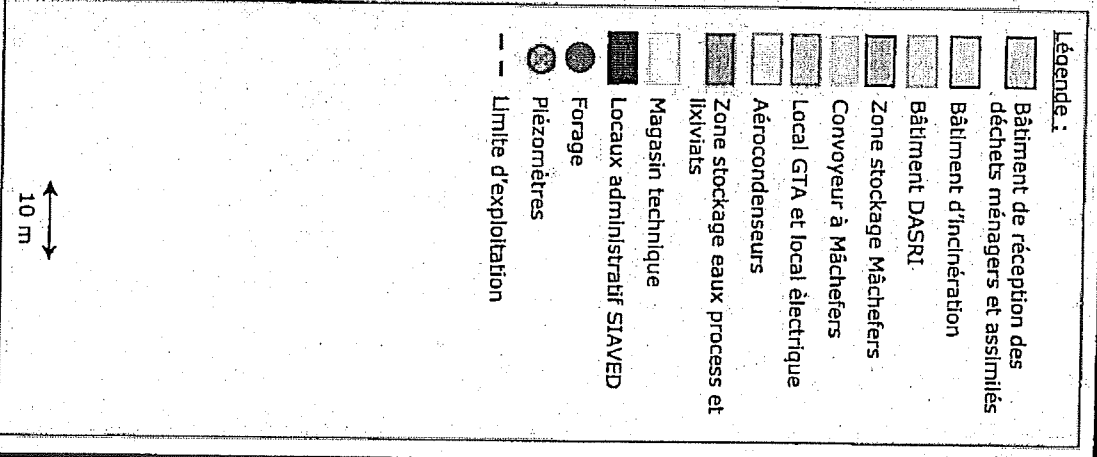 Légende :
Bâtiment de réception des
déchets ménagers et assimilés
Bâtiment d'incinération
Bâtiment DASRI
Zone stockage Mâchefers
Convoyeur à Mâchefers
Local GTA et local électrique
Aérocondenseurs
Zone stockage eaux process et
lixiviats
Magasin technique
Locaux administratif SIAVED
Forage
Piézomètres
Limite d'exploitation
10 m